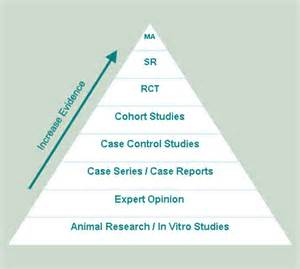 MA
SR
RCT
Cohort Studies
Case Control Studies
Case Series / Case Reports
Expert Opinion
Animal Research / In Vitro Studies
Increase Evidence